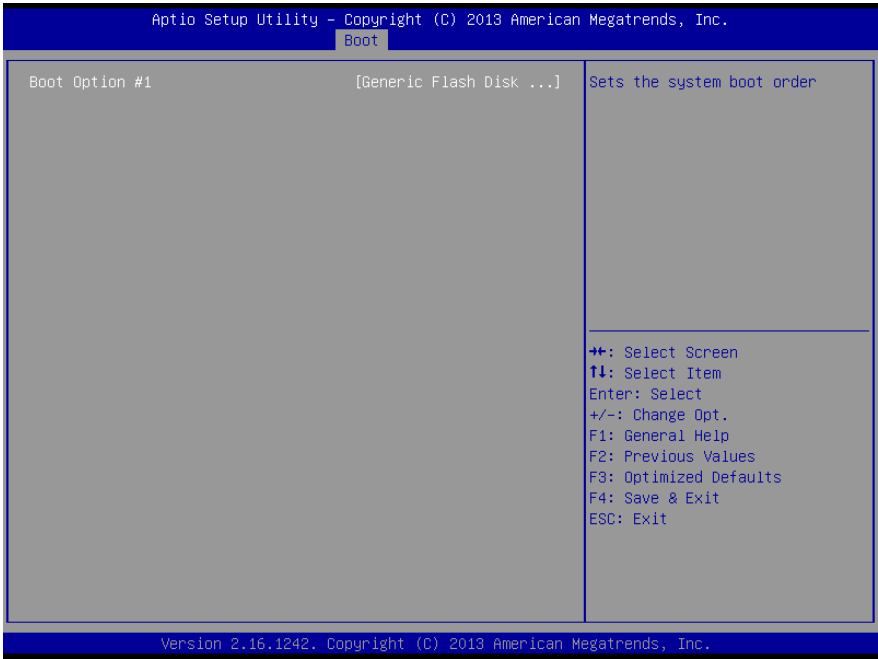 Aptio Setup Utility – Copyright (C) 2013 American Megatrends, Inc.
Boot
Boot Option #1 [Generic Flash Disk ...]
Sets the system boot order
→←: Select Screen
↑↓: Select Item
Enter: Select
+/-: Change Opt.
F1: General Help
F2: Previous Values
F3: Optimized Defaults
F4: Save & Exit
ESC: Exit
Version 2.16.1242. Copyright (C) 2013 American Megatrends, Inc.